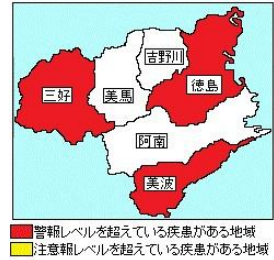 吉野川
徳島
三好
美馬
阿南
美波
警報レベルを超えている疾患がある地域
注意報レベルを超えている疾患がある地域